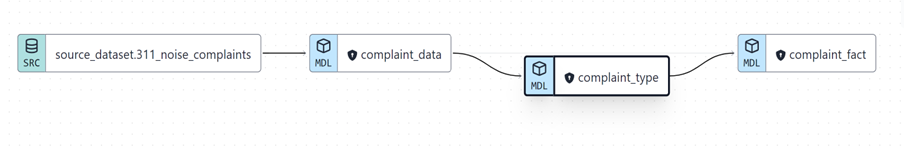 SRC
source_dataset.311_noise_complaints
MDL
complaint_data
MDL
complaint_type
MDL
complaint_fact